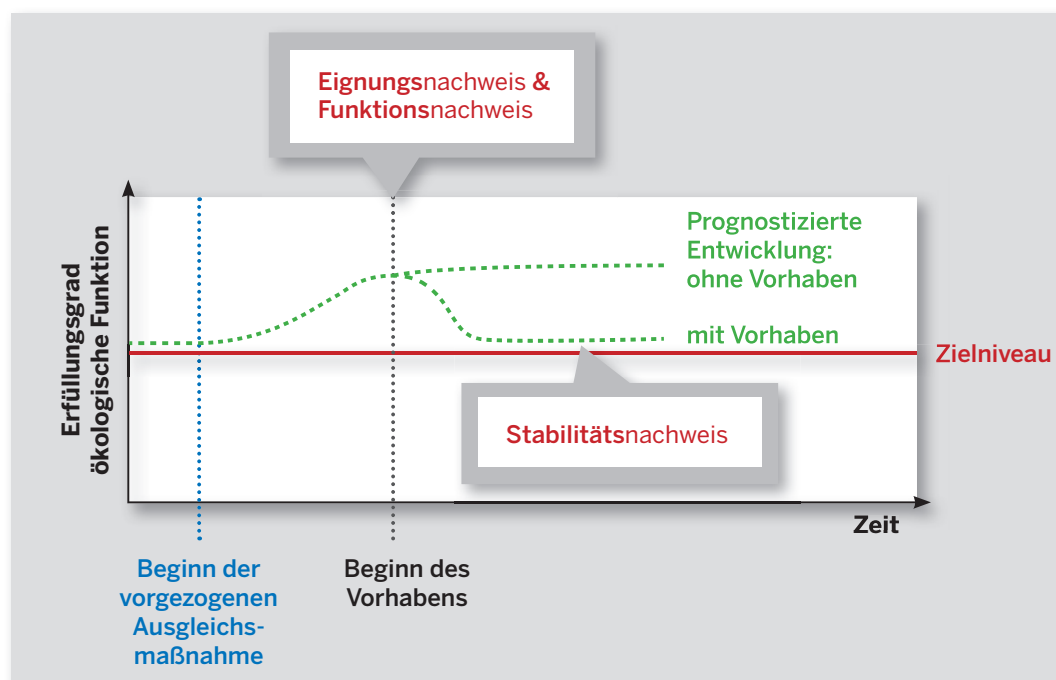 Eignungsnachweis &
Funktionsnachweis
Erfüllungsgrad
ökologische Funktion
Prognostizierte
Entwicklung:
ohne Vorhaben
mit Vorhaben
Zielniveau
Stabilitätsnachweis
Zeit
Beginn der
vorgezogenen
Ausgleichs-
maßnahme
Beginn des
Vorhabens